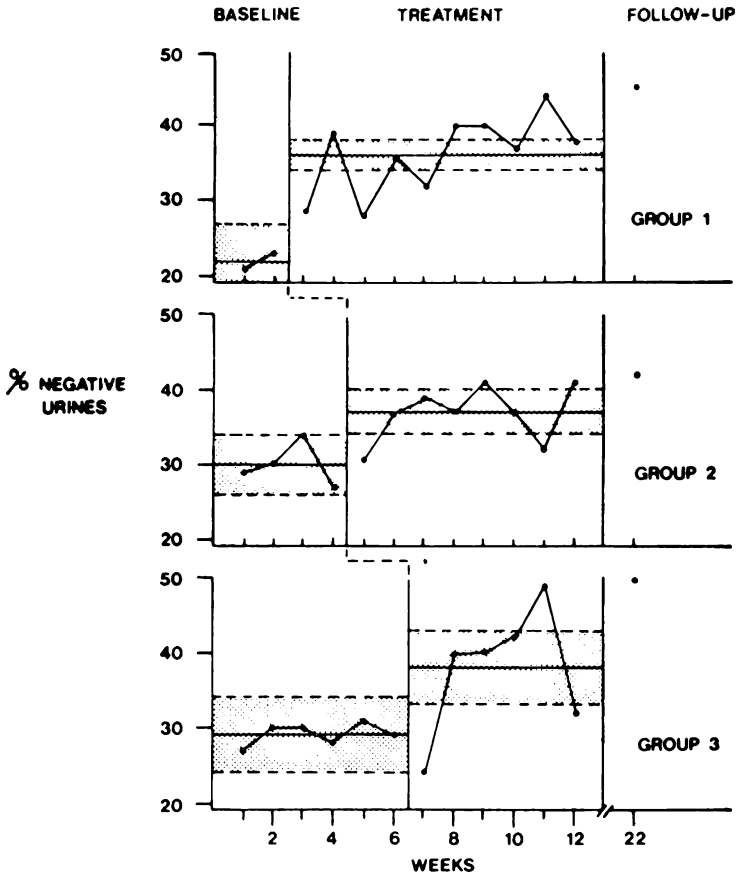 BASELINE TREATMENT FOLLOW-UP
50
40
30
20
GROUP 1
50
40
30
20
GROUP 2
% NEGATIVE
URINES
50
40
30
20
GROUP 3
2 4 6 8 10 12 22
WEEKS